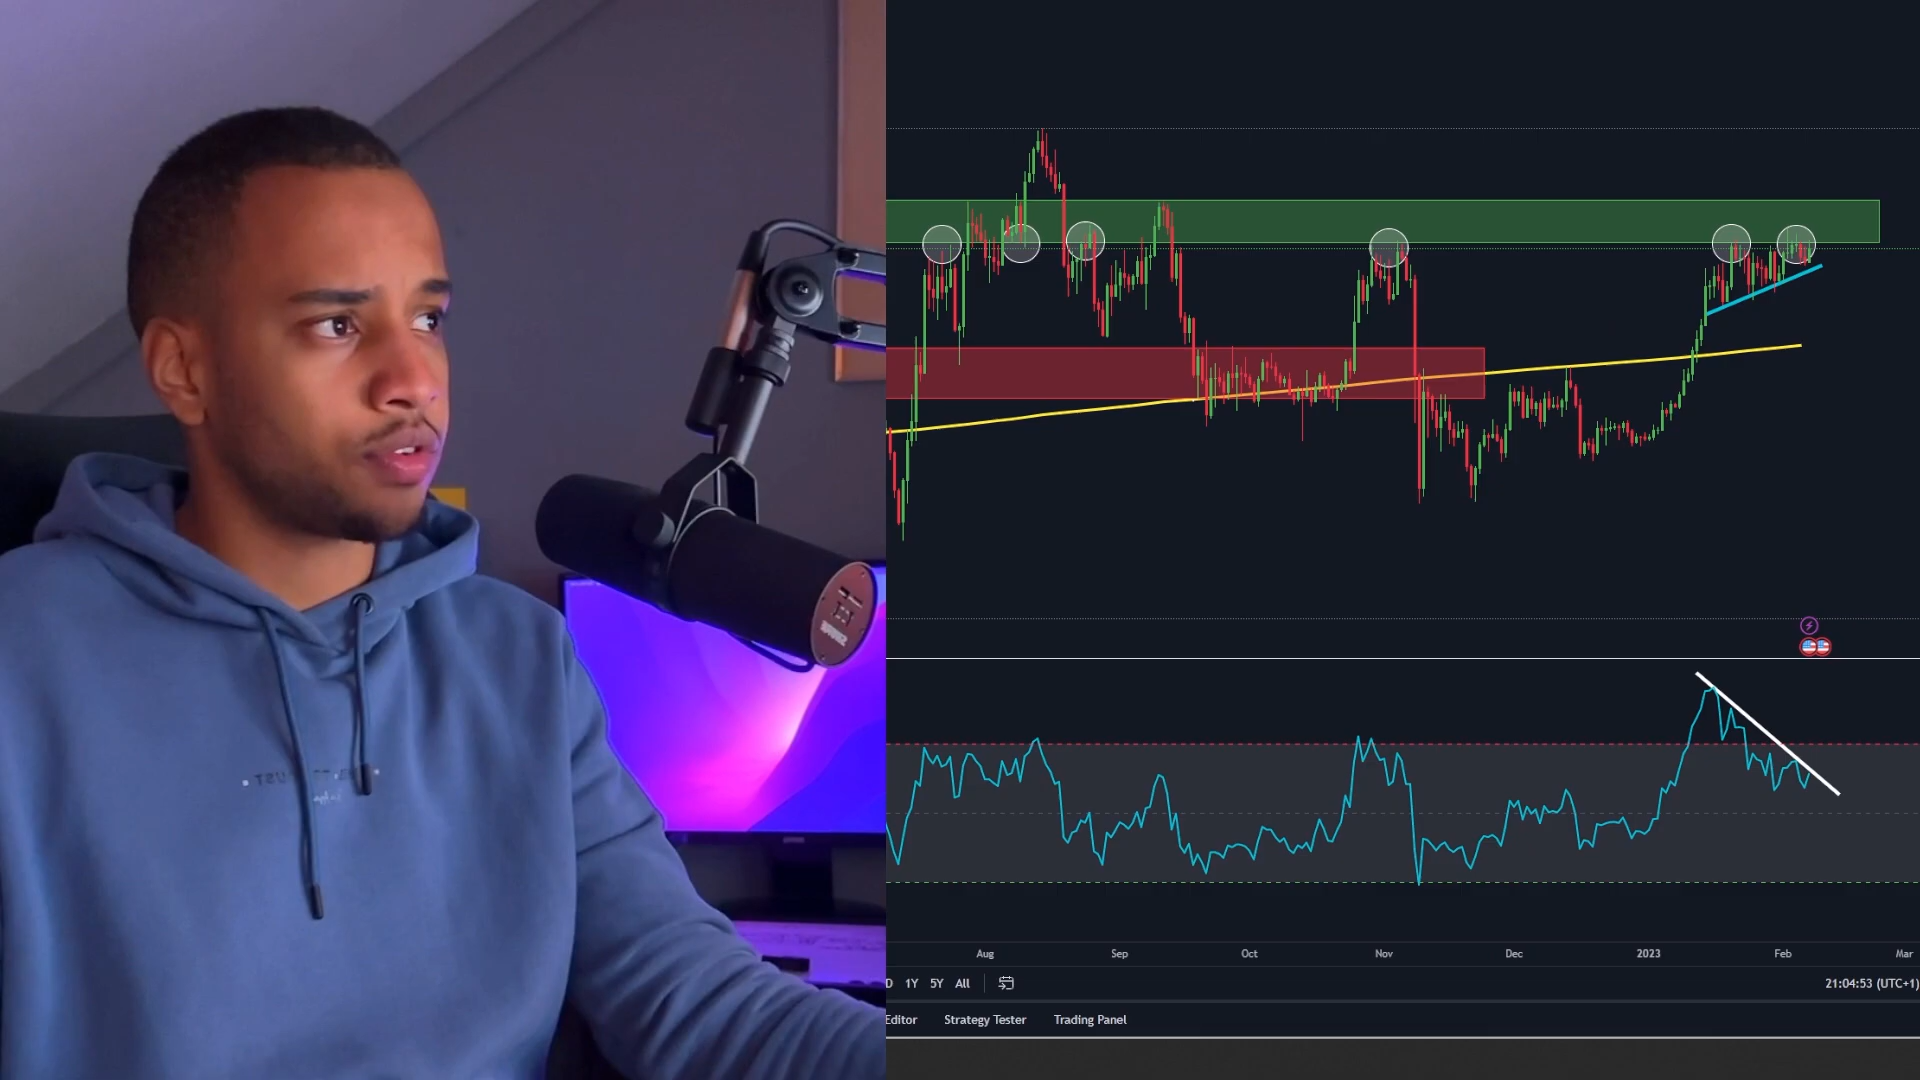 Aug Sep Oct Nov Dec 2023 Feb Mar
D 1Y 5Y All
21:04:53 (UTC+1)
Editor Strategy Tester Trading Panel